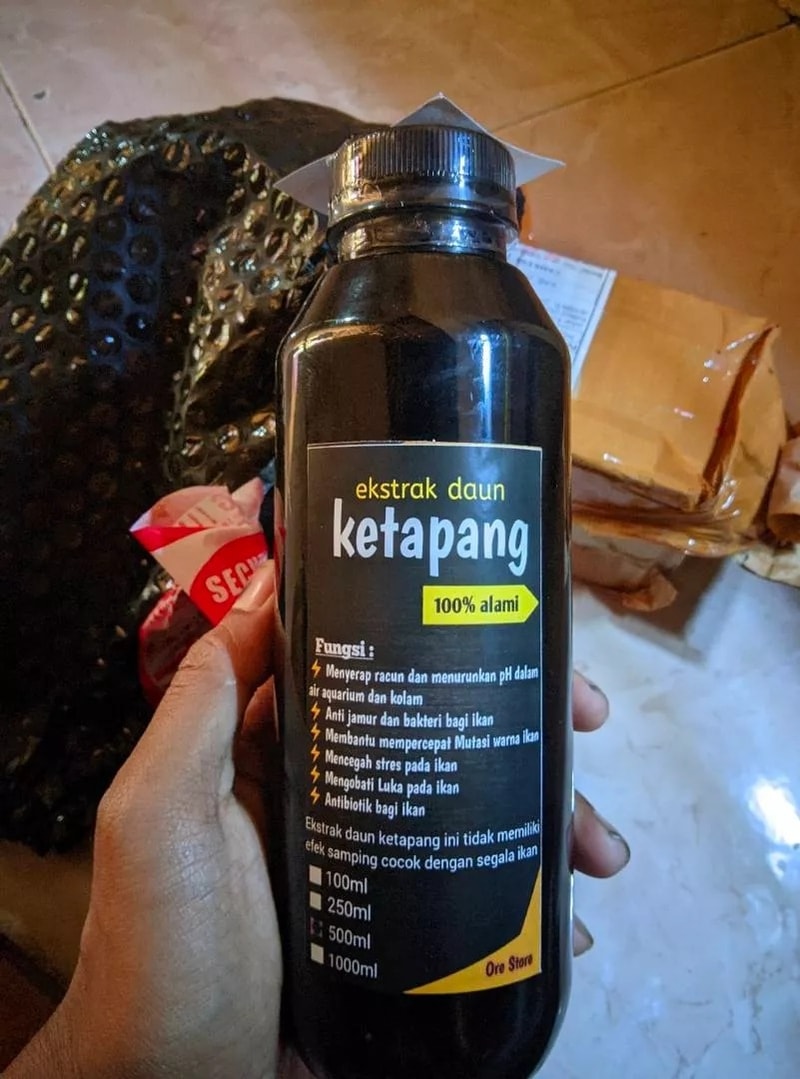 ekstrak daun
ketapang
100% alami
Fungsi :
Menyerap racun dan menurunkan pH dalam
air aquarium dan kolam
Anti jamur dan bakteri bagi ikan
Membantu mempercepat Mutasi warna ikan
Mencegah stres pada ikan
Mengobati Luka pada ikan
Antibiotik bagi ikan
Ekstrak daun ketapang ini tidak memiliki
efek samping cocok dengan segala ikan
100ml
250ml
500ml
1000ml
Ore Store